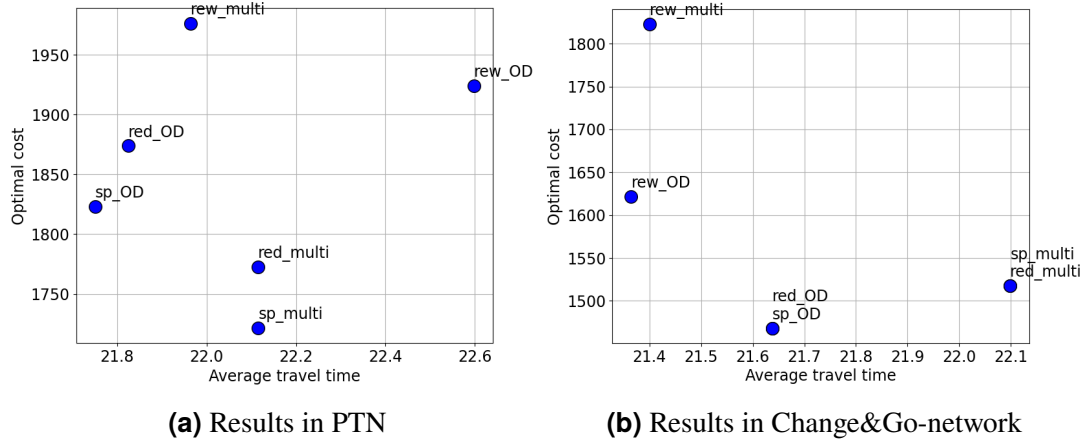 rew_multi
1950
rew_OD
1900
red_OD
1850
sp_OD
1800
red_multi
1750
sp_multi
Optimal cost
21.8 22.0 22.2 22.4 22.6
Average travel time
(a) Results in PTN
rew_multi
1800
1750
1700
1650
rew_OD
1600
1550
sp_multi
red_multi
red_OD
1500
sp_OD
Optimal cost
21.4 21.5 21.6 21.7 21.8 21.9 22.0 22.1
Average travel time
(b) Results in Change&Go-network